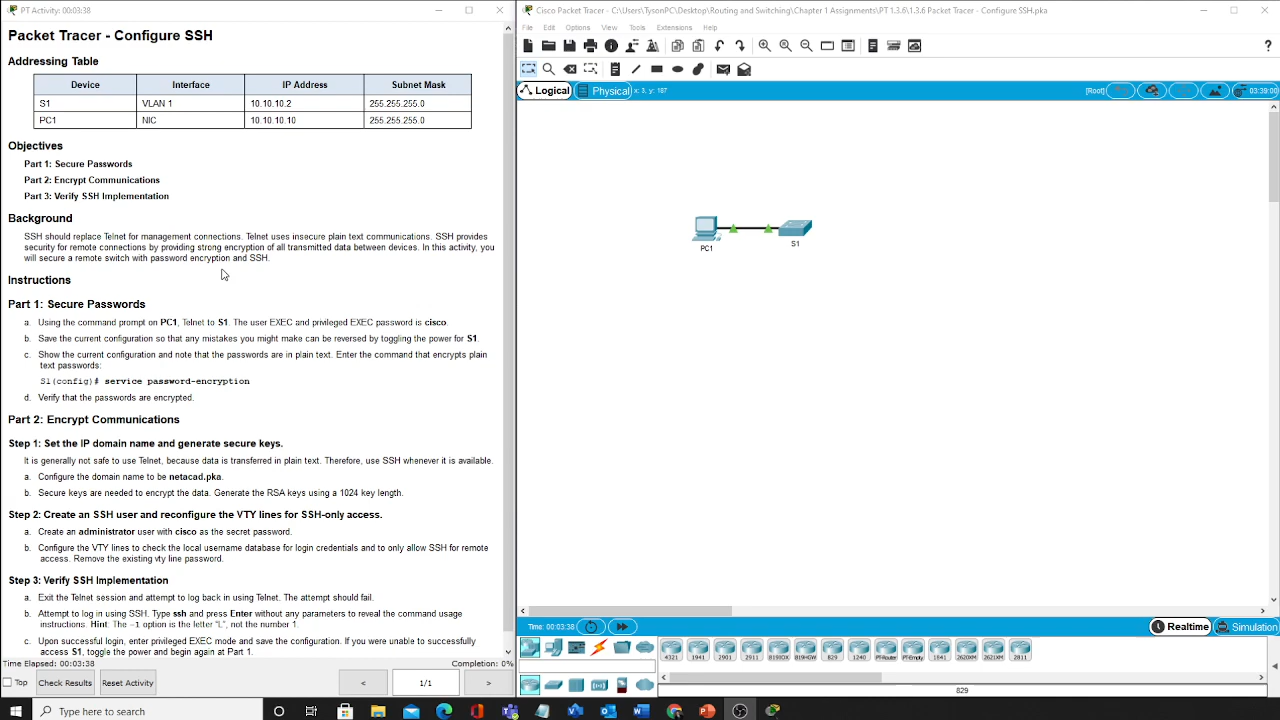 PT Activity: 00:03:38
Packet Tracer - Configure SSH
Addressing Table
Device Interface IP Address Subnet Mask
S1 VLAN 1 10.10.10.2 255.255.255.0
PC1 NIC 10.10.10.10 255.255.255.0
Objectives
Part 1: Secure Passwords
Part 2: Encrypt Communications
Part 3: Verify SSH Implementation
Background
SSH should replace Telnet for management connections. Telnet uses insecure plain text communications. SSH provides
security for remote connections by providing strong encryption of all transmitted data between devices. In this activity, you
will secure a remote switch with password encryption and SSH.
Instructions
Part 1: Secure Passwords
a. Using the command prompt on PC1, Telnet to S1. The user EXEC and privileged EXEC password is cisco.
b. Save the current configuration so that any mistakes you might make can be reversed by toggling the power for S1.
c. Show the current configuration and note that the passwords are in plain text. Enter the command that encrypts plain
text passwords:
S1(config)# service password-encryption
d. Verify that the passwords are encrypted.
Part 2: Encrypt Communications
Step 1: Set the IP domain name and generate secure keys.
It is generally not safe to use Telnet, because data is transferred in plain text. Therefore, use SSH whenever it is available.
a. Configure the domain name to be netacad.pka.
b. Secure keys are needed to encrypt the data. Generate the RSA keys using a 1024 key length.
Step 2: Create an SSH user and reconfigure the VTY lines for SSH-only access.
a. Create an administrator user with cisco as the secret password.
b. Configure the VTY lines to check the local username database for login credentials and to only allow SSH for remote
access. Remove the existing vty line password.
Step 3: Verify SSH Implementation
a. Exit the Telnet session and attempt to log back in using Telnet. The attempt should fail.
b. Attempt to log in using SSH. Type ssh and press Enter without any parameters to reveal the command usage
instructions. Hint: The -l option is the letter "L", not the number 1.
c. Upon successful login, enter privileged EXEC mode and save the configuration. If you were unable to successfully
access S1, toggle the power and begin again at Part 1.
Time Elapsed: 00:03:38 Completion: 0%
Top Check Results Reset Activity < 1/1 >
Cisco Packet Tracer - C:\Users\TysonPC\Desktop\Routing and Switching\Chapter 1 Assignments\PT 1.3.6\1.3.6 Packet Tracer - Configure SSH.pka
File Edit Options View Tools Extensions Help
?
Logical Physical x: 3, y: 187 [Root] 03:39:00
PC1 S1
Time: 00:03:38 Realtime Simulation
4321 1941 2901 2911 819IOX 819HGW 829 1240 PT-Router PT-Empty 1841 2620XM 2621XM 2811
829
Type here to search